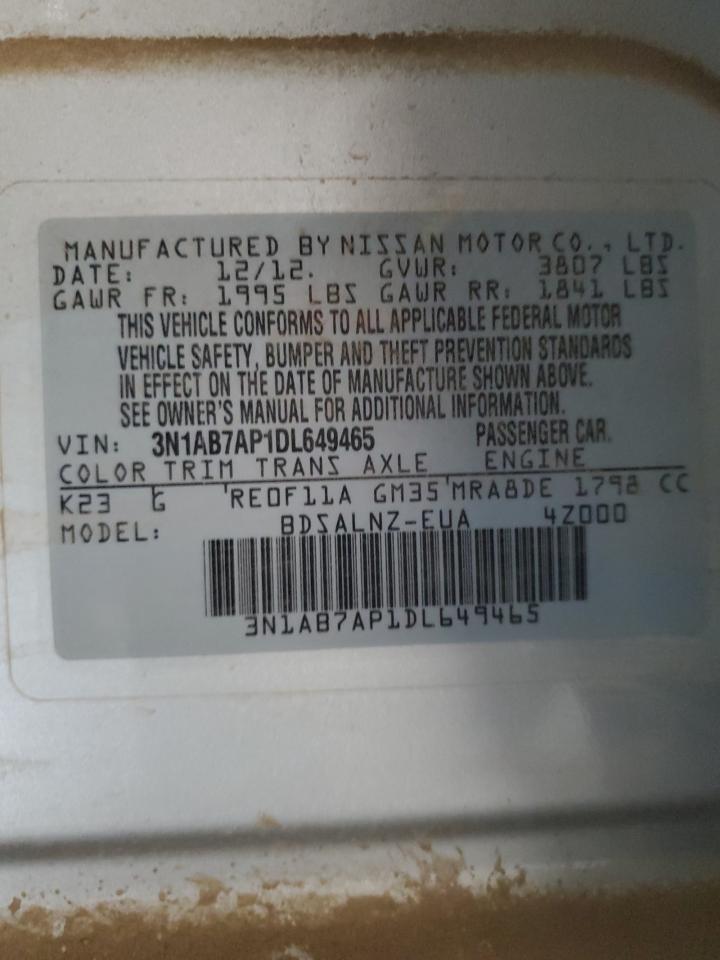 MANUFACTURED BY NISSAN MOTOR CO., LTD.
DATE: 12/12. GVWR: 3807 LBS
GAWR FR: 1995 LBS GAWR RR: 1841 LBS
THIS VEHICLE CONFORMS TO ALL APPLICABLE FEDERAL MOTOR
VEHICLE SAFETY, BUMPER AND THEFT PREVENTION STANDARDS
IN EFFECT ON THE DATE OF MANUFACTURE SHOWN ABOVE.
SEE OWNER'S MANUAL FOR ADDITIONAL INFORMATION.
VIN: 3N1AB7AP1DL649465 PASSENGER CAR.
COLOR TRIM TRANS AXLE ENGINE
K23 G RE0F11A GM35 MRA8DE 1798 CC
MODEL: BDSALNZ-EUA 4Z000
3N1AB7AP1DL649465